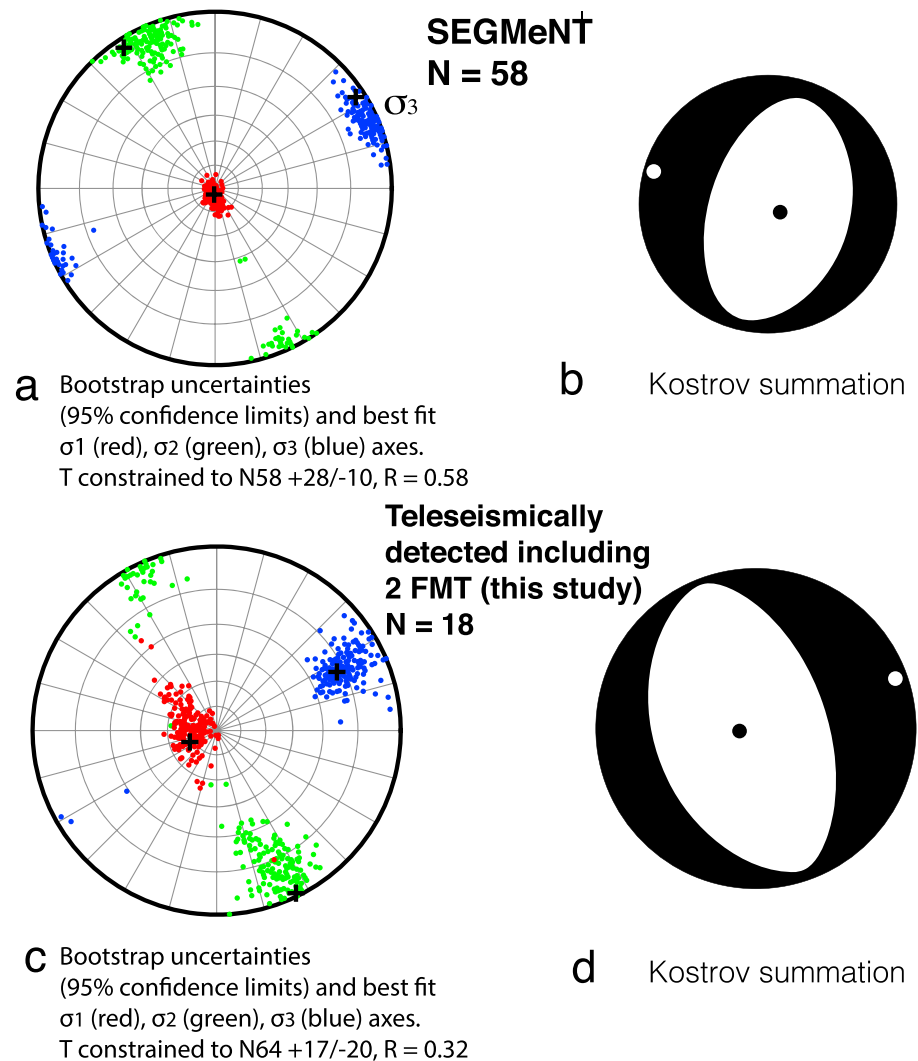 SEGMeNT
N = 58
σ3
a
Bootstrap uncertainties
(95% confidence limits) and best fit
σ1 (red), σ2 (green), σ3 (blue) axes.
T constrained to N58 +28/-10, R = 0.58
b
Kostrov summation
Teleseismically
detected including
2 FMT (this study)
N = 18
c
Bootstrap uncertainties
(95% confidence limits) and best fit
σ1 (red), σ2 (green), σ3 (blue) axes.
T constrained to N64 +17/-20, R = 0.32
d
Kostrov summation